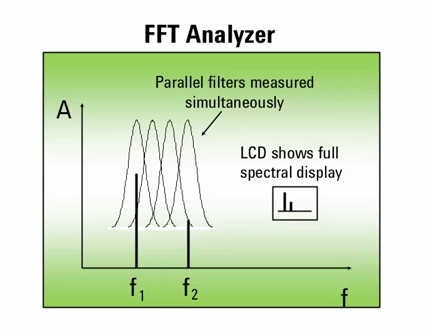 FFT Analyzer
Parallel filters measured
simultaneously
A
LCD shows full
spectral display
f1
f2
f